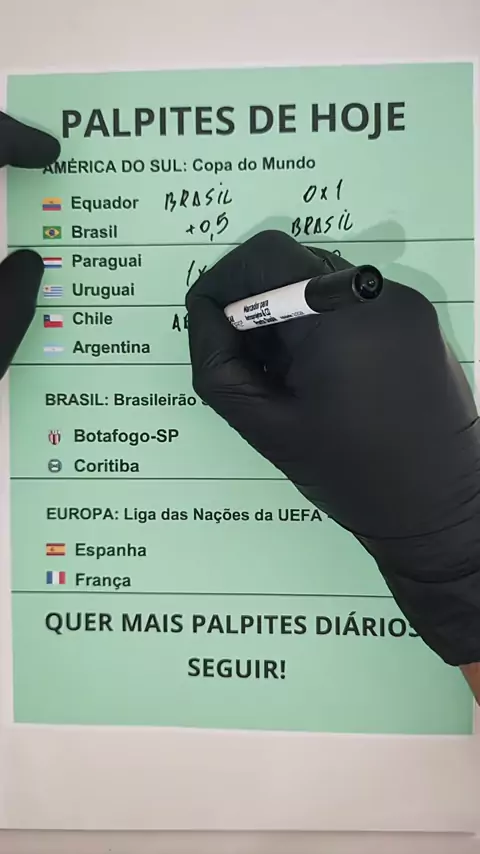 PALPITES DE HOJE
AMÉRICA DO SUL: Copa do Mundo
Equador BRASIL 0x1
Brasil +0,5 BRASIL
Paraguai
Uruguai
Chile
Argentina
BRASIL: Brasileirão
Botafogo-SP
Coritiba
EUROPA: Liga das Nações da UEFA
Espanha
França
QUER MAIS PALPITES DIÁRIOS
SEGUIR!